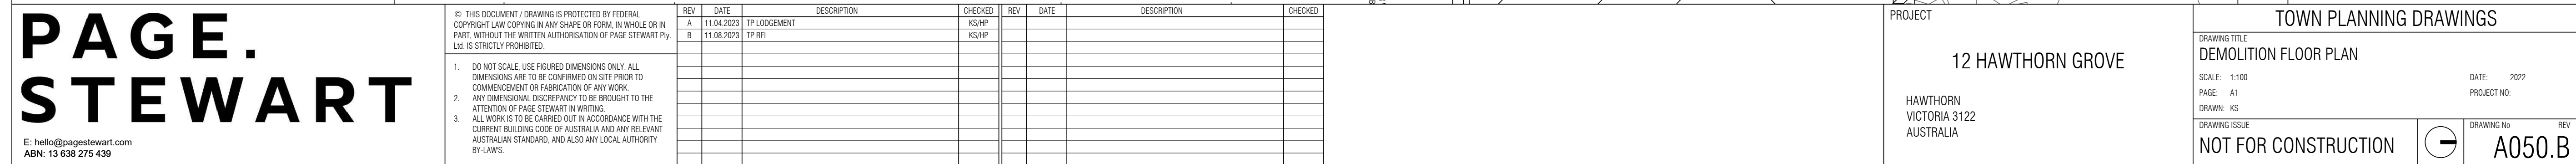 PAGE.
STEWART
E: hello@pagestewart.com
ABN: 13 638 275 439
© THIS DOCUMENT / DRAWING IS PROTECTED BY FEDERAL
COPYRIGHT LAW COPYING IN ANY SHAPE OR FORM, IN WHOLE OR IN
PART, WITHOUT THE WRITTEN AUTHORISATION OF PAGE STEWART Pty.
Ltd. IS STRICTLY PROHIBITED.
1. DO NOT SCALE, USE FIGURED DIMENSIONS ONLY. ALL
DIMENSIONS ARE TO BE CONFIRMED ON SITE PRIOR TO
COMMENCEMENT OR FABRICATION OF ANY WORK.
2. ANY DIMENSIONAL DISCREPANCY TO BE BROUGHT TO THE
ATTENTION OF PAGE STEWART IN WRITING.
3. ALL WORK IS TO BE CARRIED OUT IN ACCORDANCE WITH THE
CURRENT BUILDING CODE OF AUSTRALIA AND ANY RELEVANT
AUSTRALIAN STANDARD, AND ALSO ANY LOCAL AUTHORITY
BY-LAW'S.
REV DATE DESCRIPTION CHECKED REV DATE DESCRIPTION CHECKED
A 11.04.2023 TP LODGEMENT KS/HP
B 11.08.2023 TP RFI KS/HP
PROJECT
12 HAWTHORN GROVE
HAWTHORN
VICTORIA 3122
AUSTRALIA
TOWN PLANNING DRAWINGS
DRAWING TITLE
DEMOLITION FLOOR PLAN
SCALE: 1:100 DATE: 2022
PAGE: A1 PROJECT NO:
DRAWN: KS
DRAWING ISSUE
NOT FOR CONSTRUCTION
DRAWING No REV
A050.B